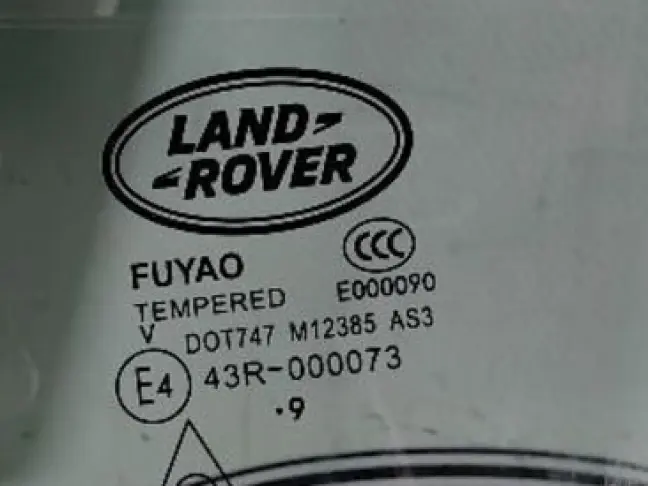 LAND
ROVER
FUYAO
CCC
TEMPERED E000090
V DOT747 M12385 AS3
E4 43R-000073
.9